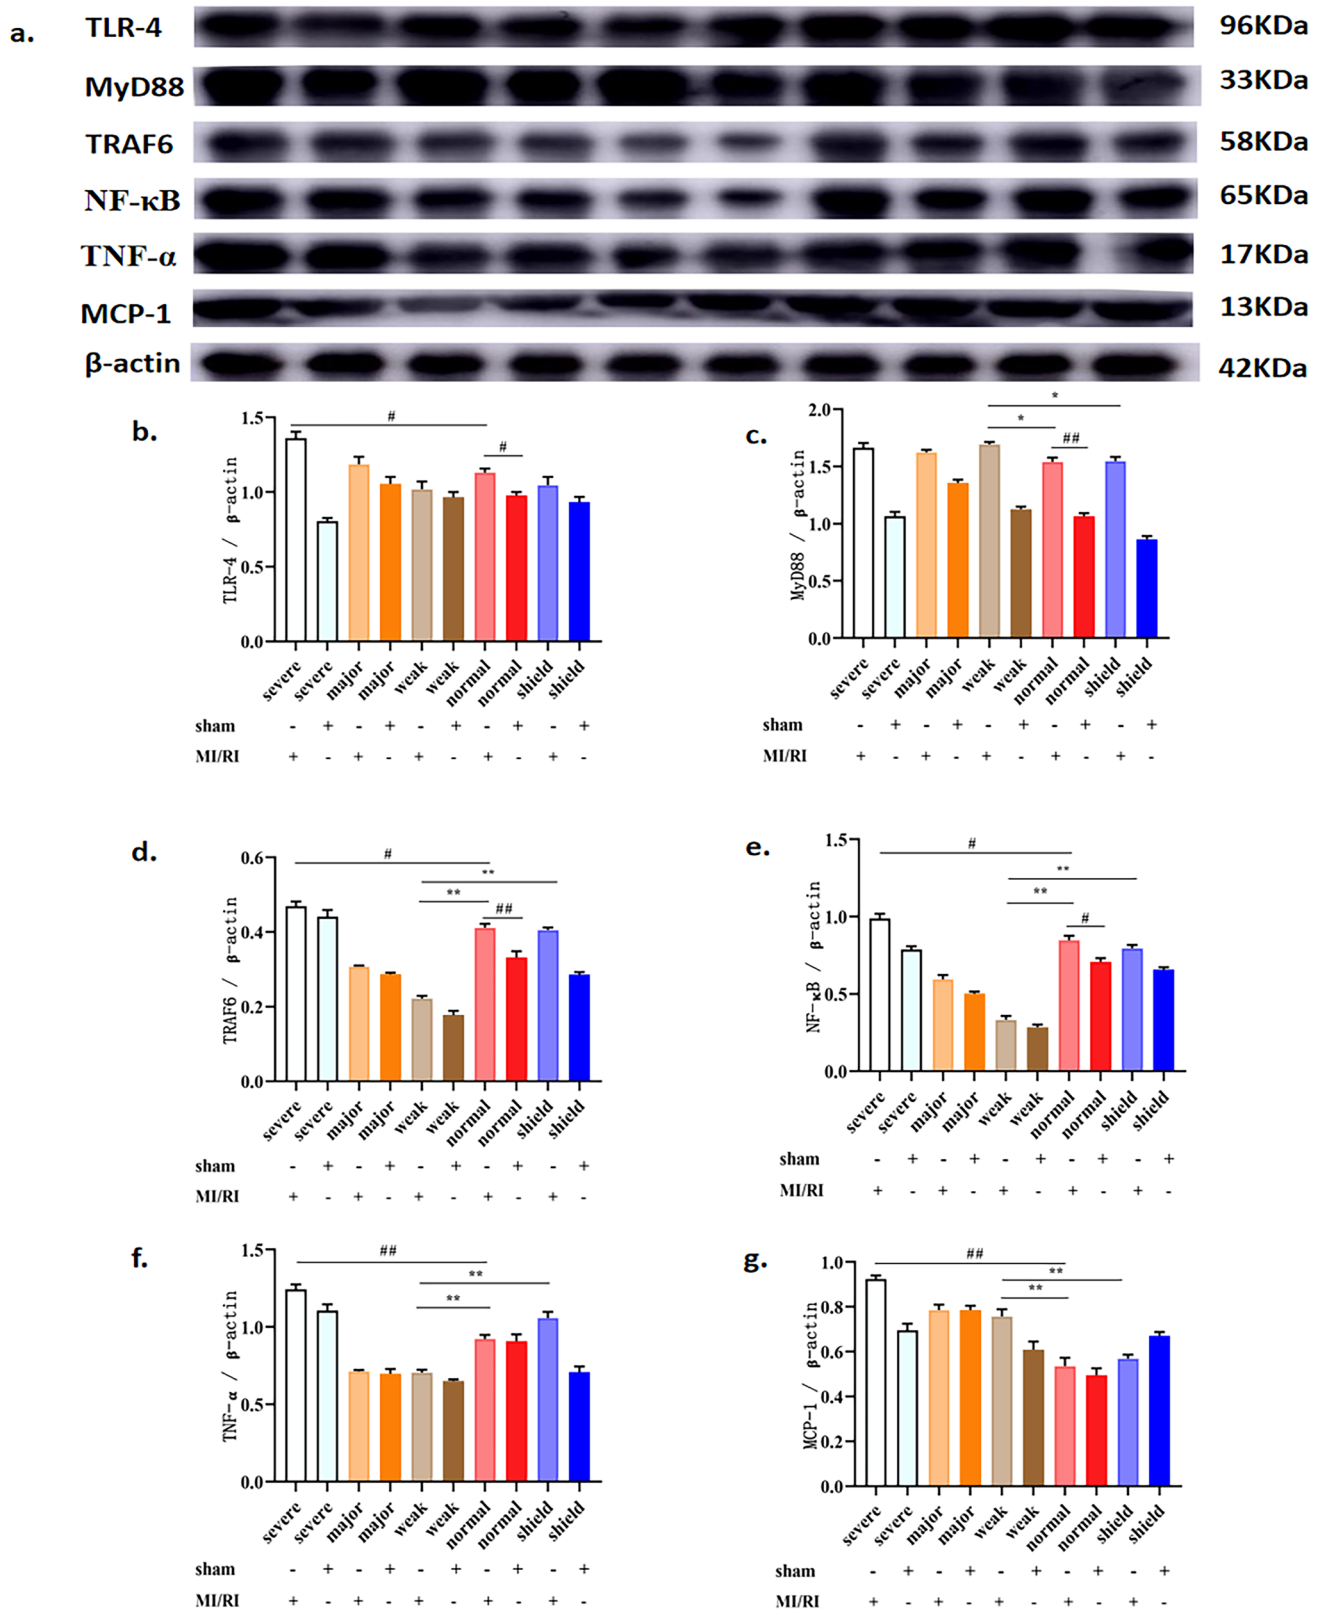 a.
TLR-4 96KDa
MyD88 33KDa
TRAF6 58KDa
NF-κB 65KDa
TNF-α 17KDa
MCP-1 13KDa
β-actin 42KDa
b.
TLR-4 / β-actin
1.5
1.0
0.5
0.0
#
#
severe severe major major weak weak normal normal shield shield
sham - + - + - + - + - +
MI/RI + - + - + - + - + -
c.
MyD88 / β-actin
2.0
1.5
1.0
0.5
0.0
*
*
##
severe severe major major weak weak normal normal shield shield
sham - + - + - + - + - +
MI/RI + - + - + - + - + -
d.
TRAF6 / β-actin
0.6
0.4
0.2
0.0
#
**
**
##
severe severe major major weak weak normal normal shield shield
sham - + - + - + - + - +
MI/RI + - + - + - + - + -
e.
NF-κB / β-actin
1.5
1.0
0.5
0.0
#
**
**
#
severe severe major major weak weak normal normal shield shield
sham - + - + - + - + - +
MI/RI + - + - + - + - + -
f.
TNF-α / β-actin
1.5
1.0
0.5
0.0
##
**
**
severe severe major major weak weak normal normal shield shield
sham - + - + - + - + - +
MI/RI + - + - + - + - + -
g.
MCP-1 / β-actin
1.0
0.8
0.6
0.4
0.2
0.0
##
**
**
severe severe major major weak weak normal normal shield shield
sham - + - + - + - + - +
MI/RI + - + - + - + - + -